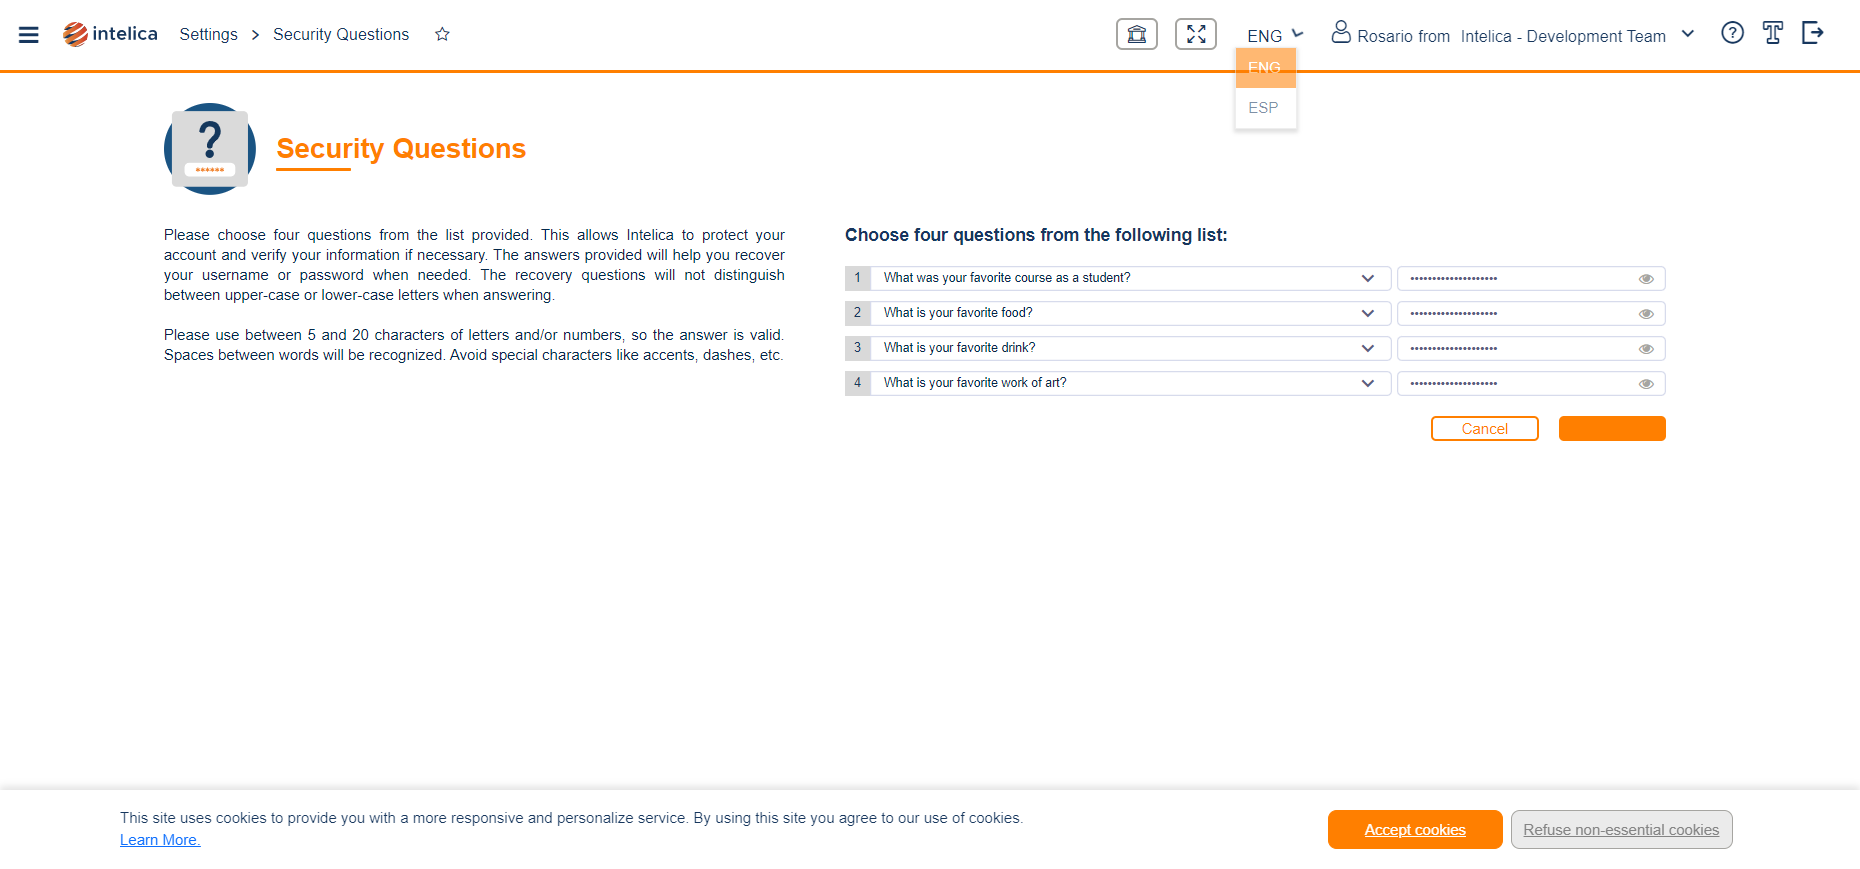 intelica Settings > Security Questions
ENG
Rosario from Intelica - Development Team
ENG
ESP
?
******
Security Questions
Please choose four questions from the list provided. This allows Intelica to protect your
account and verify your information if necessary. The answers provided will help you recover
your username or password when needed. The recovery questions will not distinguish
between upper-case or lower-case letters when answering.
Please use between 5 and 20 characters of letters and/or numbers, so the answer is valid.
Spaces between words will be recognized. Avoid special characters like accents, dashes, etc.
Choose four questions from the following list:
1 What was your favorite course as a student? ••••••••••••••••••••
2 What is your favorite food? ••••••••••••••••••••
3 What is your favorite drink? ••••••••••••••••••••
4 What is your favorite work of art? ••••••••••••••••••••
Cancel
This site uses cookies to provide you with a more responsive and personalize service. By using this site you agree to our use of cookies.
Learn More.
Accept cookies
Refuse non-essential cookies